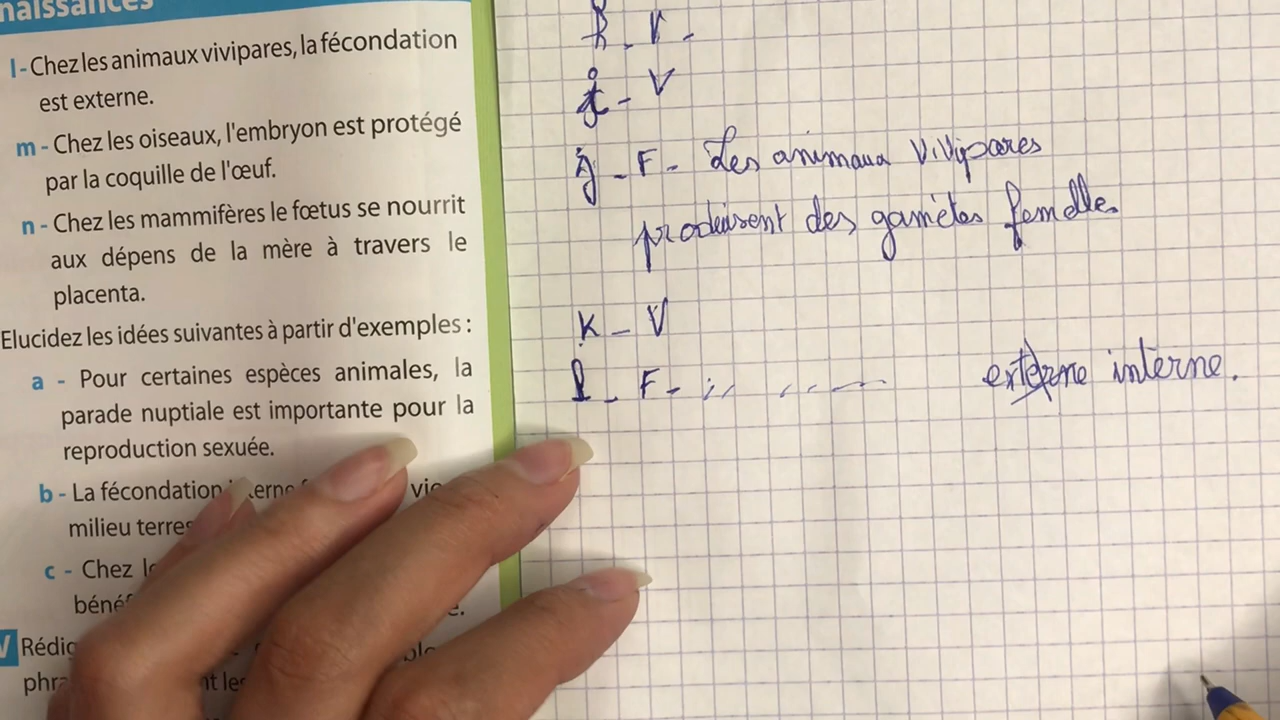 naissances
l - Chez les animaux vivipares, la fécondation
est externe.
m - Chez les oiseaux, l'embryon est protégé
par la coquille de l'œuf.
n - Chez les mammifères le fœtus se nourrit
aux dépens de la mère à travers le
placenta.
Elucidez les idées suivantes à partir d'exemples :
a - Pour certaines espèces animales, la
parade nuptiale est importante pour la
reproduction sexuée.
b - La fécondation
milieu
c - Chez
V Rédig
phra
h - V -
i - V
j - F - Les animaux vivipares
produisent des gamètes femelles
K - V
l - F - externe interne.